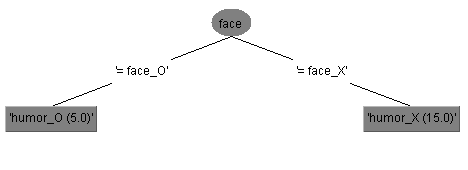 face
'= face_O'
'= face_X'
'humor_O (5.0)'
'humor_X (15.0)'